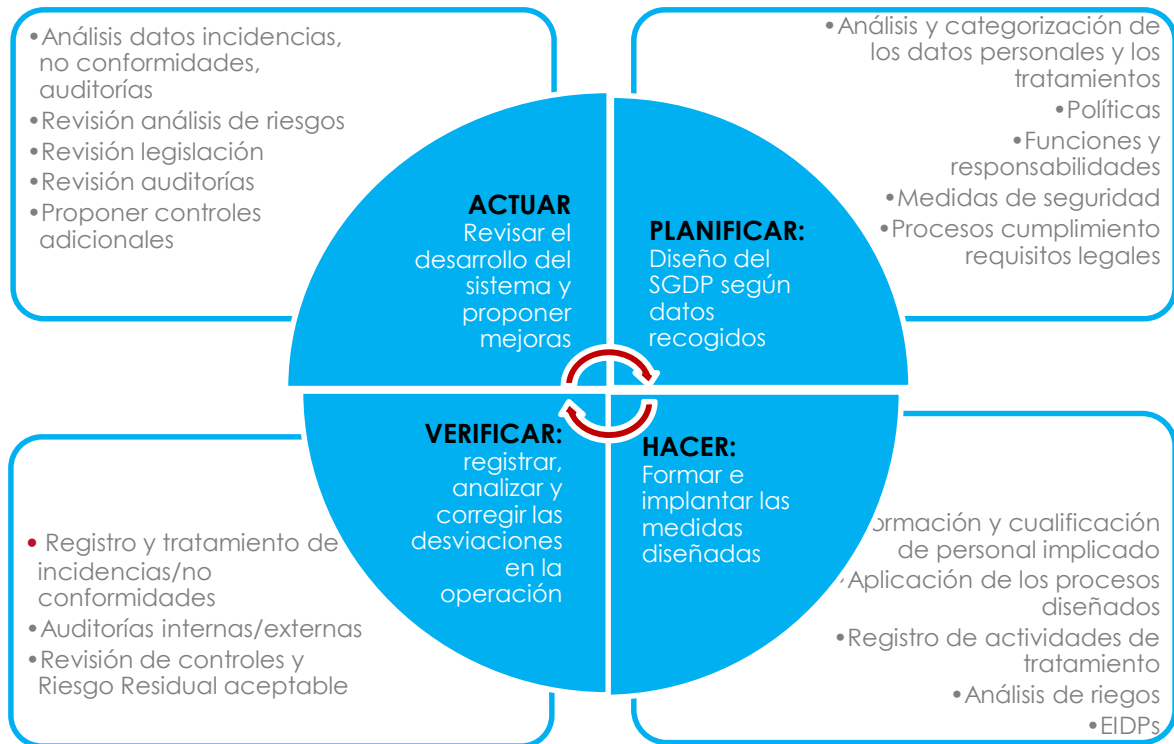 •Análisis datos incidencias,
no conformidades,
auditorías
•Revisión análisis de riesgos
•Revisión legislación
•Revisión auditorías
•Proponer controles
adicionales
•Análisis y categorización de
los datos personales y los
tratamientos
•Políticas
•Funciones y
responsabilidades
•Medidas de seguridad
•Procesos cumplimiento
requisitos legales
ACTUAR
Revisar el
desarrollo del
sistema y
proponer
mejoras
PLANIFICAR:
Diseño del
SGDP según
datos
recogidos
VERIFICAR:
registrar,
analizar y
corregir las
desviaciones
en la
operación
HACER:
Formar e
implantar las
medidas
diseñadas
• Registro y tratamiento de
incidencias/no
conformidades
•Auditorías internas/externas
•Revisión de controles y
Riesgo Residual aceptable
ormación y cualificación
de personal implicado
•Aplicación de los procesos
diseñados
•Registro de actividades de
tratamiento
•Análisis de riegos
•EIDPs